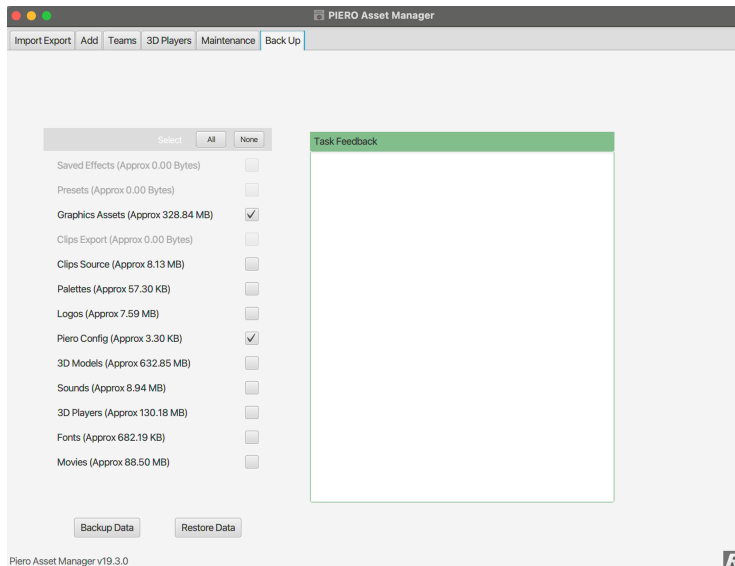 PIERO Asset Manager
Import Export Add Teams 3D Players Maintenance Back Up
Select All None
Task Feedback
Saved Effects (Approx 0.00 Bytes)
Presets (Approx 0.00 Bytes)
Graphics Assets (Approx 328.84 MB)
Clips Export (Approx 0.00 Bytes)
Clips Source (Approx 8.13 MB)
Palettes (Approx 57.30 KB)
Logos (Approx 7.59 MB)
Piero Config (Approx 3.30 KB)
3D Models (Approx 632.85 MB)
Sounds (Approx 8.94 MB)
3D Players (Approx 130.18 MB)
Fonts (Approx 682.19 KB)
Movies (Approx 88.50 MB)
Backup Data Restore Data
Piero Asset Manager v19.3.0